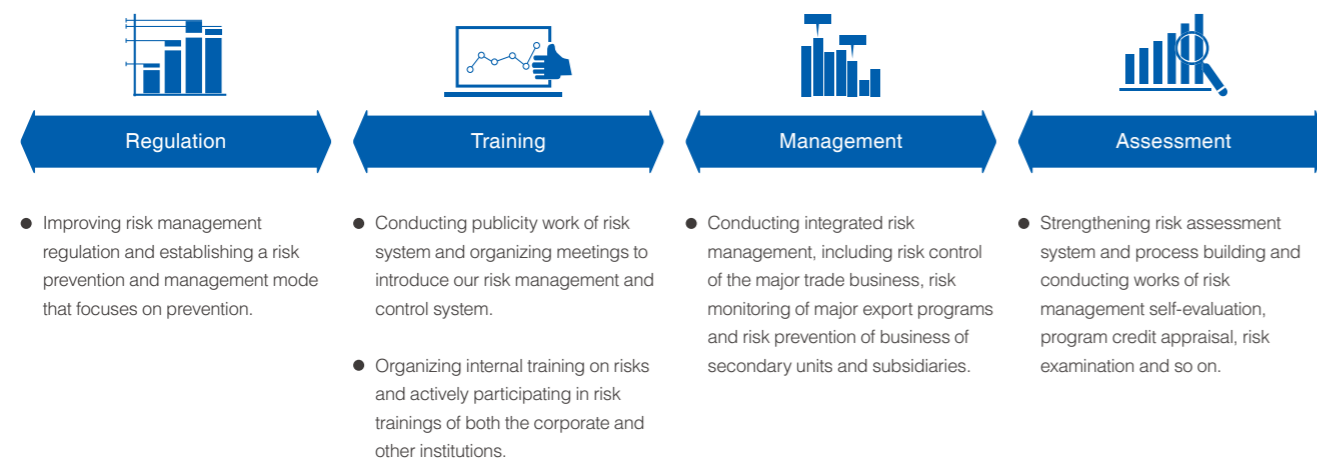 Regulation
Improving risk management
regulation and establishing a risk
prevention and management mode
that focuses on prevention.
Training
Conducting publicity work of risk
system and organizing meetings to
introduce our risk management and
control system.
Organizing internal training on risks
and actively participating in risk
trainings of both the corporate and
other institutions.
Management
Conducting integrated risk
management, including risk control
of the major trade business, risk
monitoring of major export programs
and risk prevention of business of
secondary units and subsidiaries.
Assessment
Strengthening risk assessment
system and process building and
conducting works of risk
management self-evaluation,
program credit appraisal, risk
examination and so on.